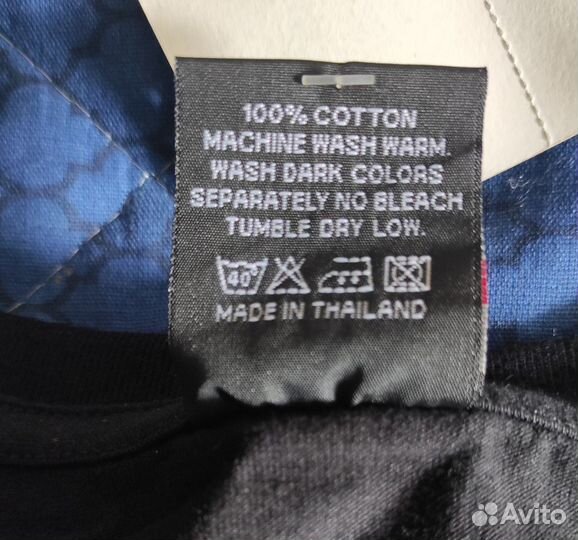 100% COTTON
MACHINE WASH WARM.
WASH DARK COLORS
SEPARATELY NO BLEACH
TUMBLE DRY LOW.
40°
MADE IN THAILAND
Avito